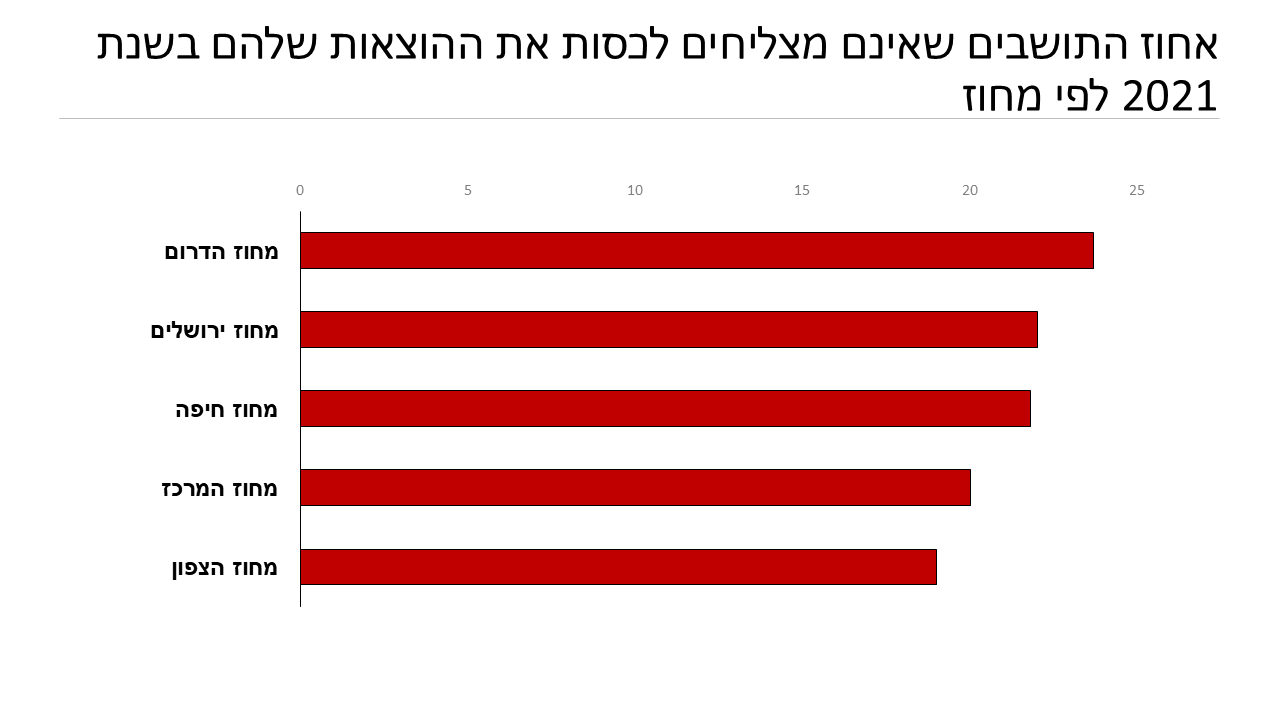 אחוז התושבים שאינם מצליחים לכסות את ההוצאות שלהם בשנת
2021 לפי מחוז
0 5 10 15 20 25
מחוז הדרום
מחוז ירושלים
מחוז חיפה
מחוז המרכז
מחוז הצפון